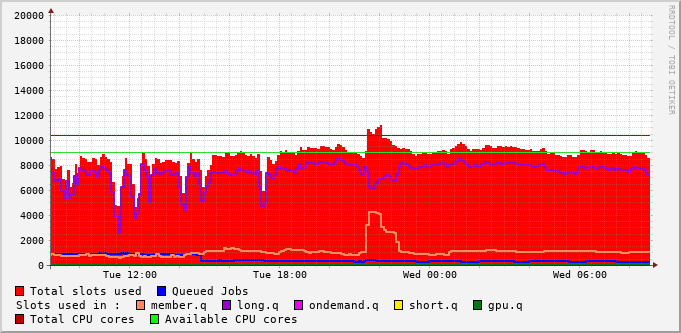 RRDTOOL / TOBI OETIKER
20000
18000
16000
14000
12000
10000
8000
6000
4000
2000
0
Tue 12:00 Tue 18:00 Wed 00:00 Wed 06:00
Total slots used Queued Jobs
Slots used in : member.q long.q ondemand.q short.q gpu.q
Total CPU cores Available CPU cores